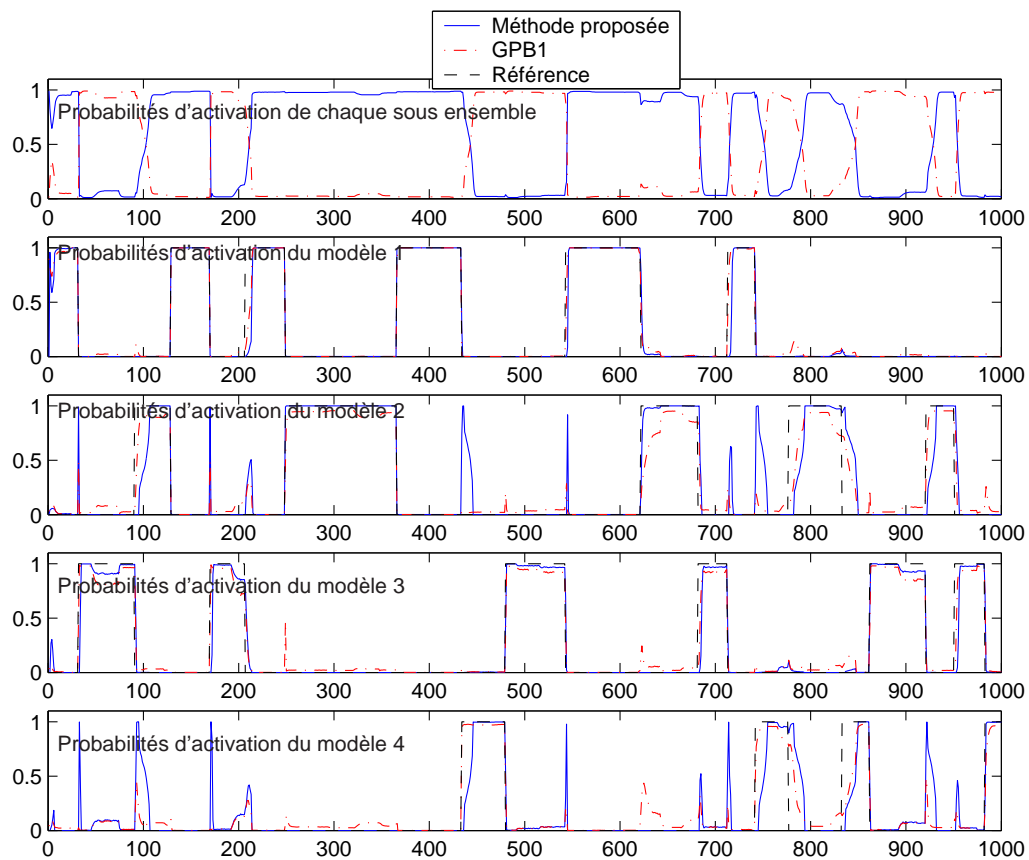 Méthode proposée
GPB1
Référence
1
Probabilités d'activation de chaque sous ensemble
0.5
0
0 100 200 300 400 500 600 700 800 900 1000
1
Probabilités d'activation du modèle 1
0.5
0
0 100 200 300 400 500 600 700 800 900 1000
1
Probabilités d'activation du modèle 2
0.5
0
0 100 200 300 400 500 600 700 800 900 1000
1
Probabilités d'activation du modèle 3
0.5
0
0 100 200 300 400 500 600 700 800 900 1000
1
Probabilités d'activation du modèle 4
0.5
0
0 100 200 300 400 500 600 700 800 900 1000